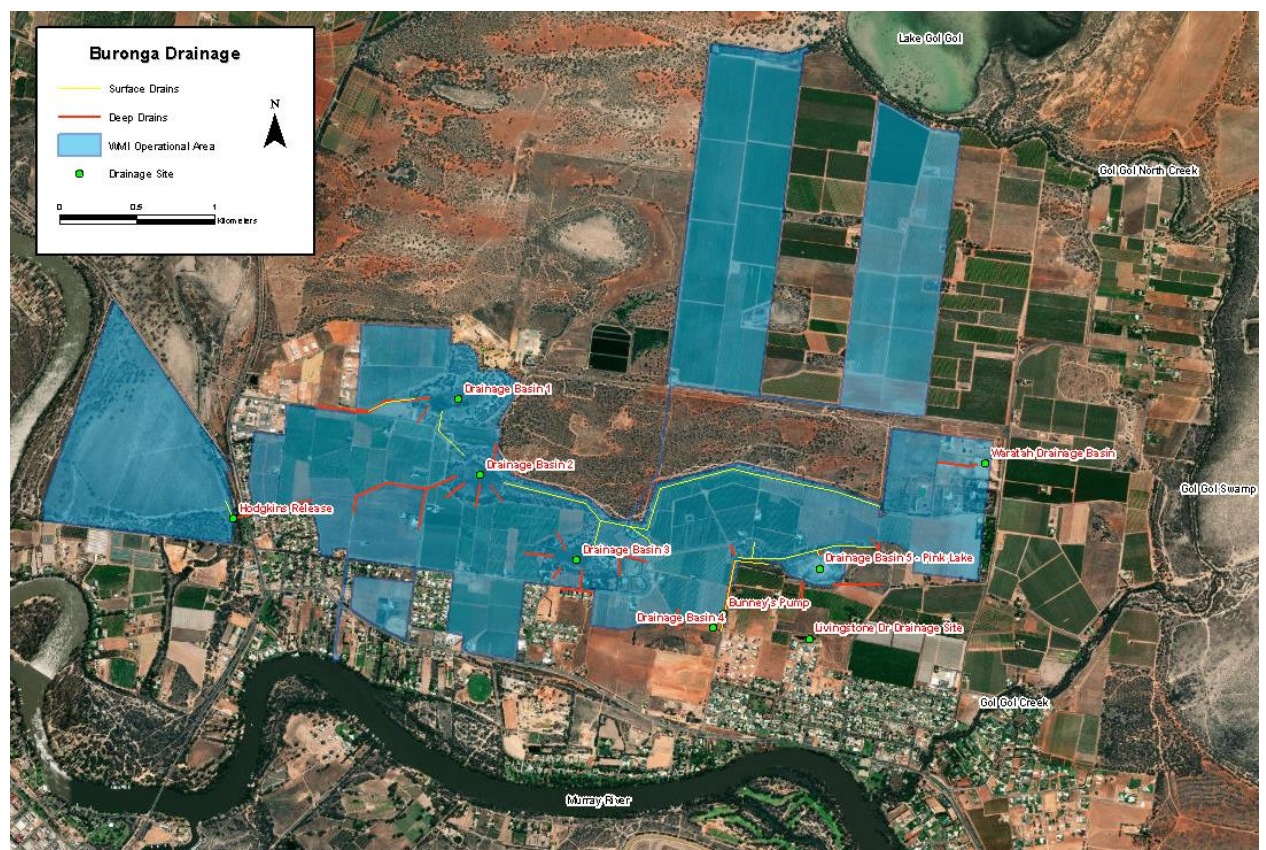 Buronga Drainage
Surface Drains
Deep Drains
WMI Operational Area
Drainage Site
N
0 0.5 1
Kilometers
Lake Gol Gol
Gol Gol North Creek
Drainage Basin 1
Waratah Drainage Basin
Drainage Basin 2
Gol Gol Swamp
Hodgkins Release
Drainage Basin 3
Drainage Basin 5 - Pink Lake
Bunney's Pump
Drainage Basin 4
Livingstone Dr Drainage Site
Gol Gol Creek
Murray River